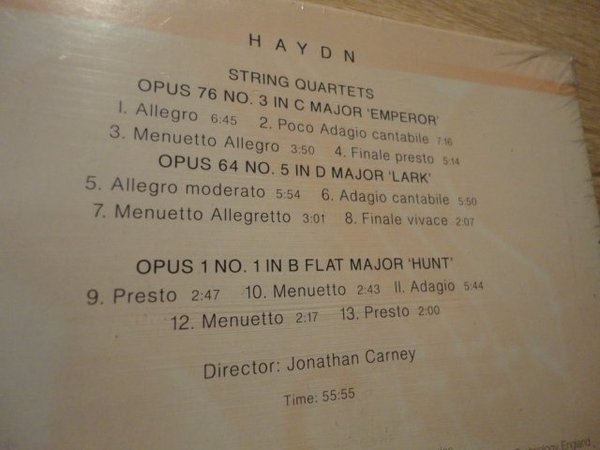 HAYDN
STRING QUARTETS
OPUS 76 NO. 3 IN C MAJOR 'EMPEROR'
I. Allegro 6:45 2. Poco Adagio cantabile 7:16
3. Menuetto Allegro 3:50 4. Finale presto 5:14
OPUS 64 NO. 5 IN D MAJOR 'LARK'
5. Allegro moderato 5:54 6. Adagio cantabile 5:50
7. Menuetto Allegretto 3:01 8. Finale vivace 2:07
OPUS 1 NO. 1 IN B FLAT MAJOR 'HUNT'
9. Presto 2:47 10. Menuetto 2:43 II. Adagio 5:44
12. Menuetto 2:17 13. Presto 2:00
Director: Jonathan Carney
Time: 55:55
England